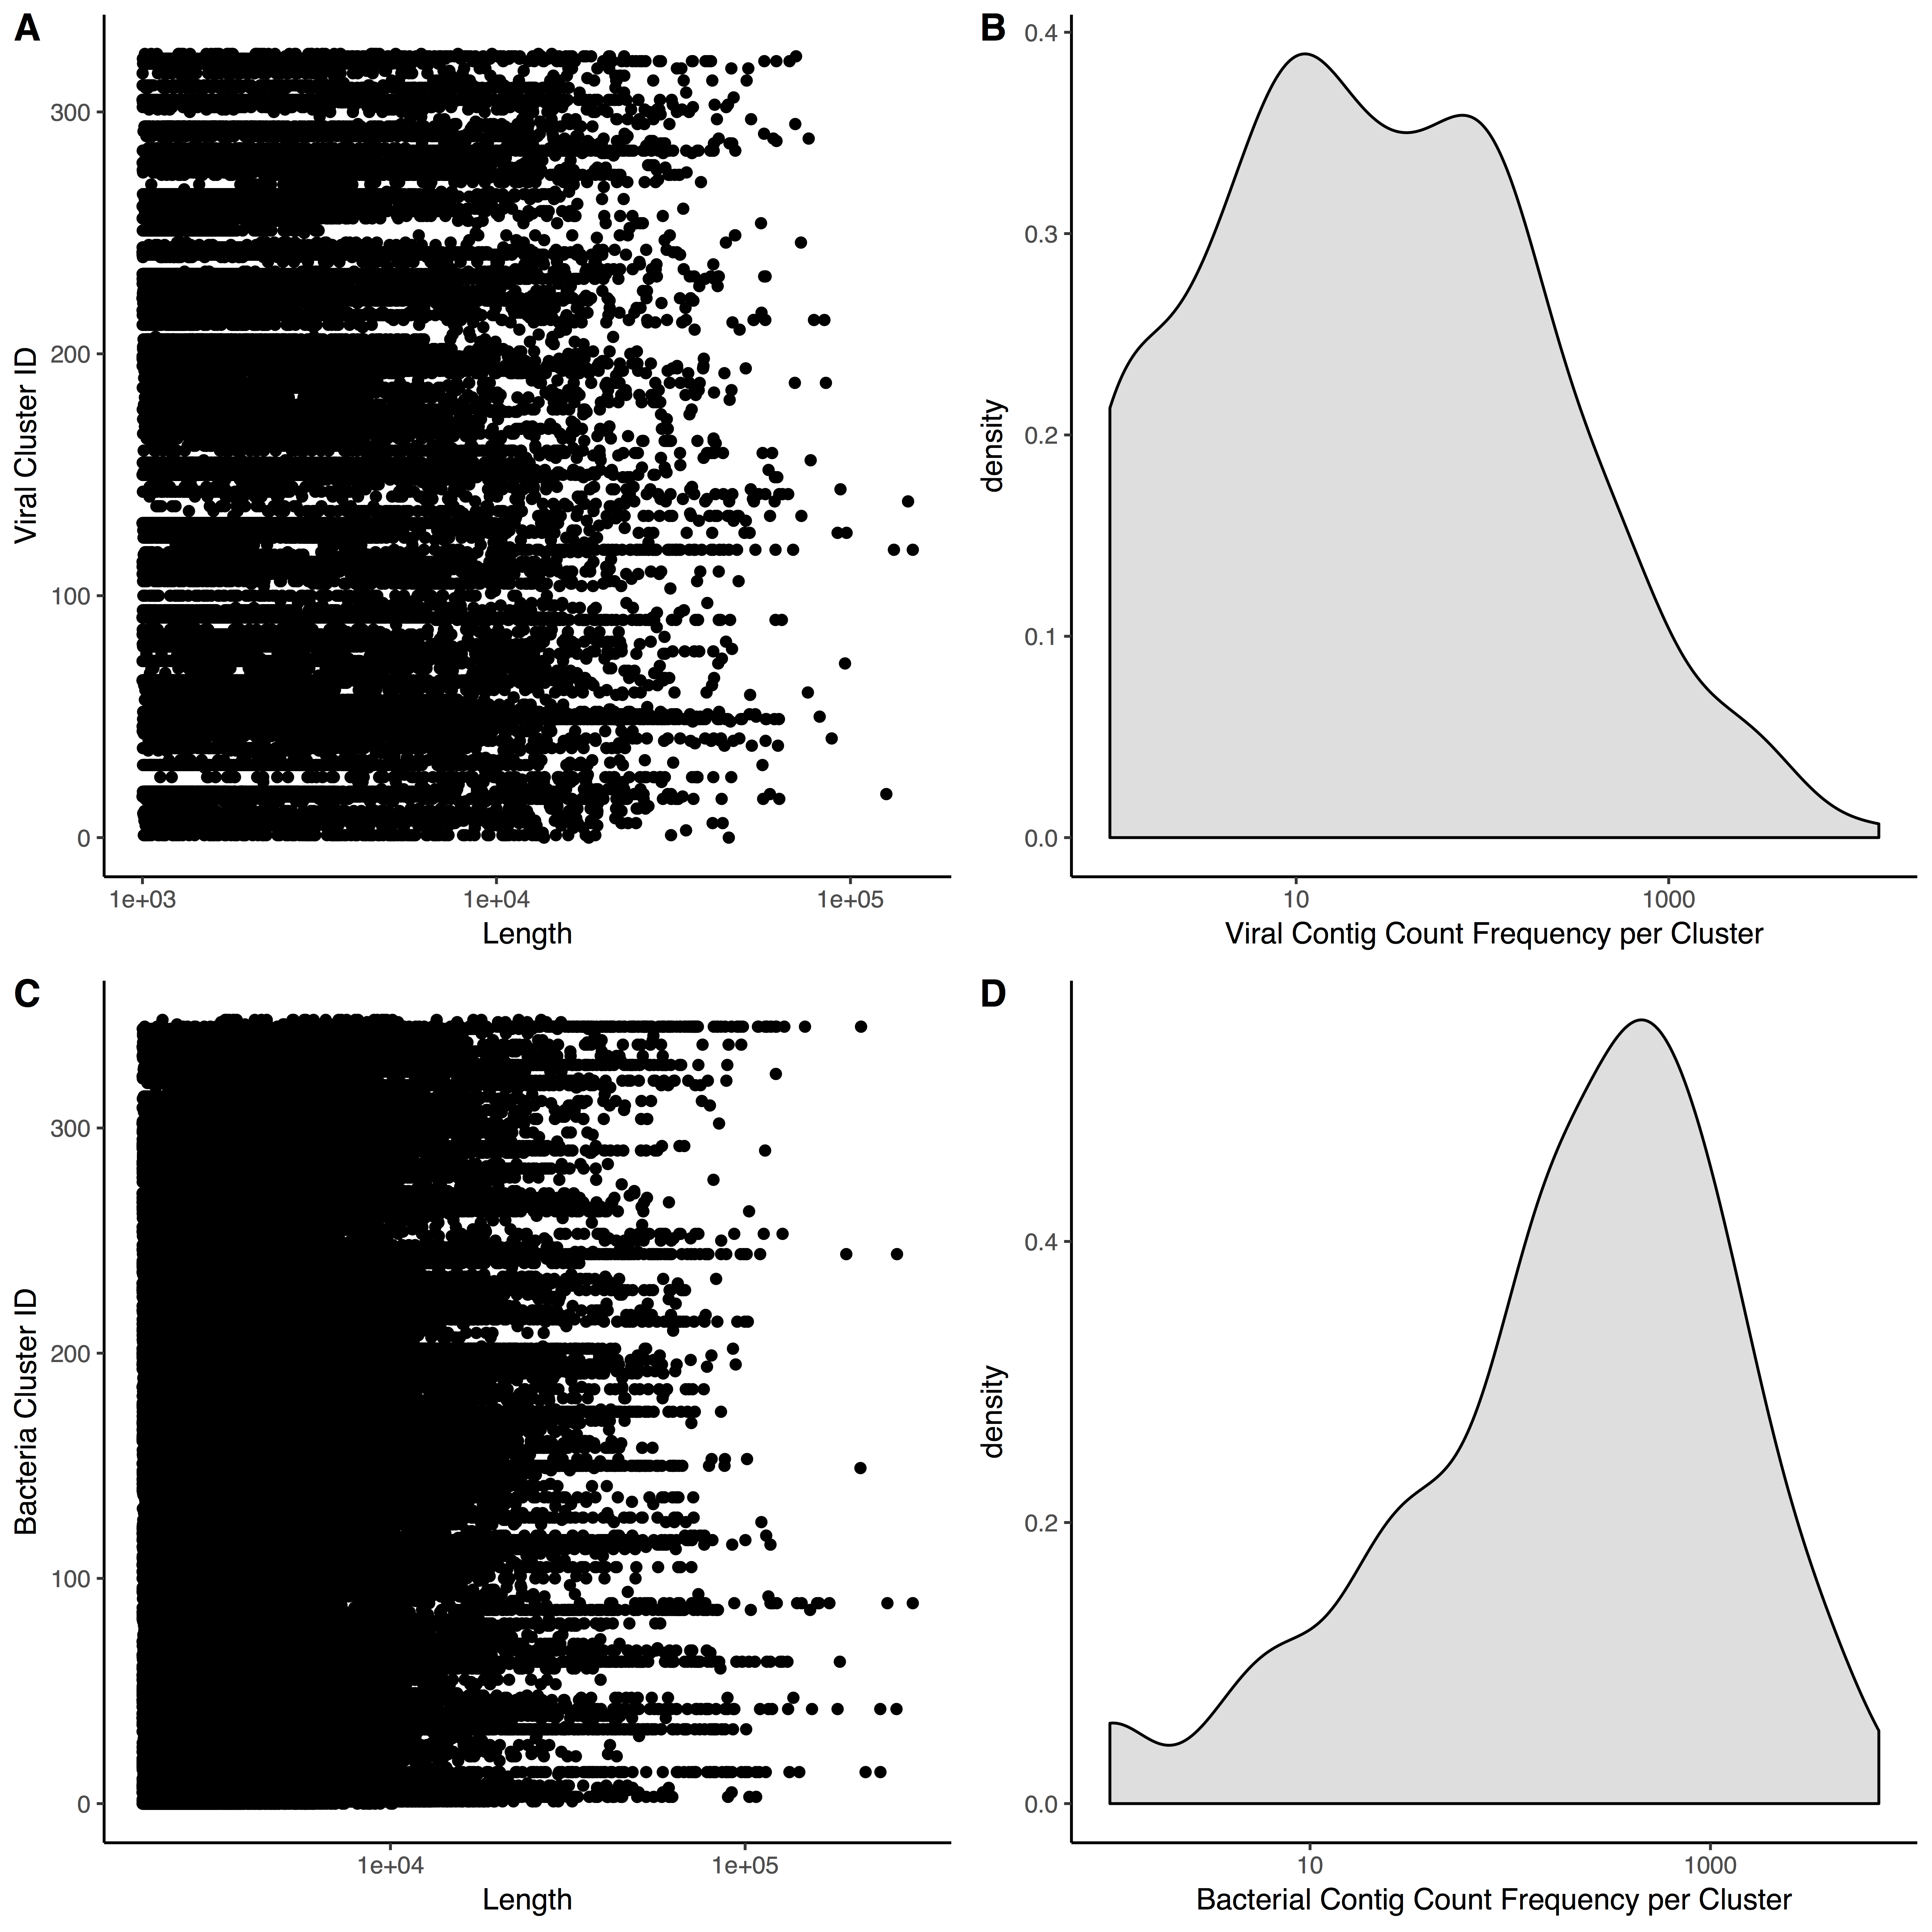 A
Viral Cluster ID
300
200
100
0
1e+03 1e+04 1e+05
Length
B
density
0.4
0.3
0.2
0.1
0.0
10 1000
Viral Contig Count Frequency per Cluster
C
Bacteria Cluster ID
300
200
100
0
1e+04 1e+05
Length
D
density
0.4
0.2
0.0
10 1000
Bacterial Contig Count Frequency per Cluster